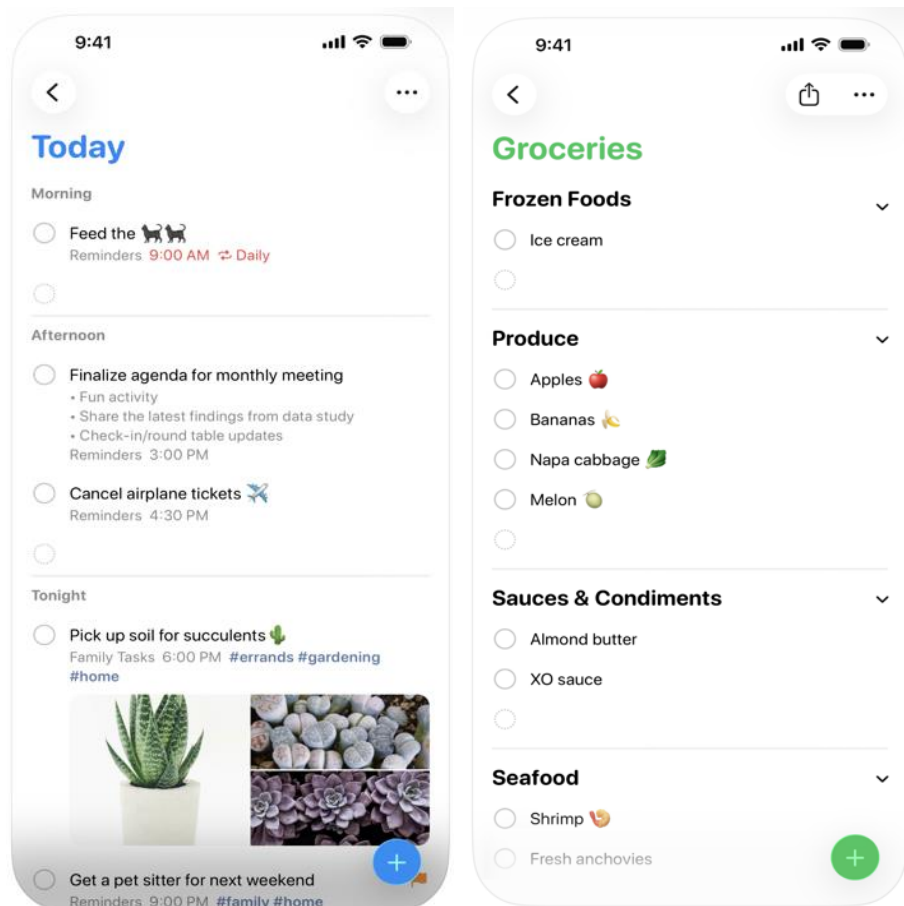 9:41
Today
Morning
Feed the 🐈‍⬛🐈‍⬛
Reminders 9:00 AM Daily
Afternoon
Finalize agenda for monthly meeting
• Fun activity
• Share the latest findings from data study
• Check-in/round table updates
Reminders 3:00 PM
Cancel airplane tickets ✈️
Reminders 4:30 PM
Tonight
Pick up soil for succulents🌵
Family Tasks 6:00 PM #errands #gardening
#home
Get a pet sitter for next weekend
Reminders 9:00 PM #family #home
9:41
Groceries
Frozen Foods
Ice cream
Produce
Apples 🍎
Bananas 🍌
Napa cabbage 🥬
Melon 🍈
Sauces & Condiments
Almond butter
XO sauce
Seafood
Shrimp 🍤
Fresh anchovies